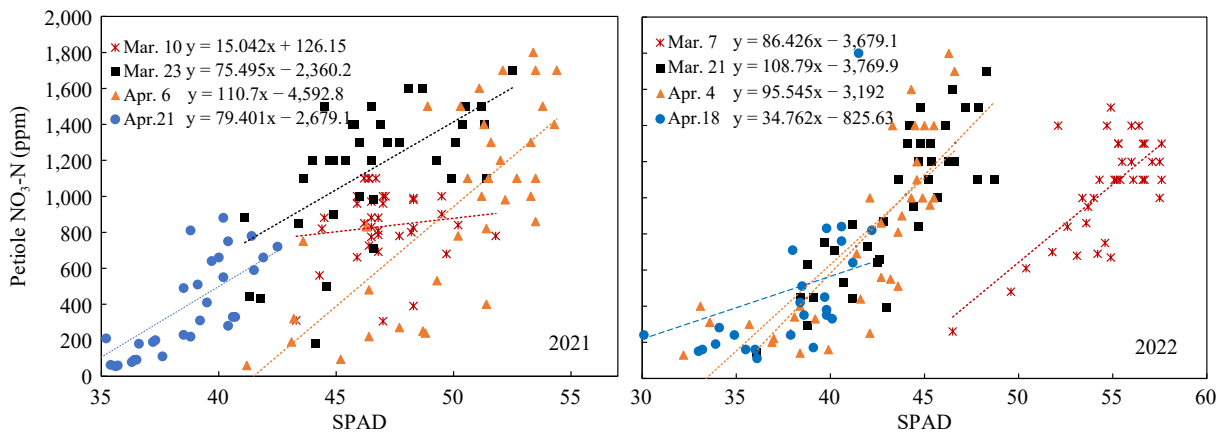 2,000
1,800
1,600
1,400
1,200
1,000
800
600
400
200
0
Petiole NO3-N (ppm)
Mar. 10 y = 15.042x + 126.15
Mar. 23 y = 75.495x − 2,360.2
Apr. 6 y = 110.7x − 4,592.8
Apr.21 y = 79.401x − 2,679.1
2021
35 40 45 50 55
SPAD
Mar. 7 y = 86.426x − 3,679.1
Mar. 21 y = 108.79x − 3,769.9
Apr. 4 y = 95.545x − 3,192
Apr.18 y = 34.762x − 825.63
2022
30 35 40 45 50 55 60
SPAD